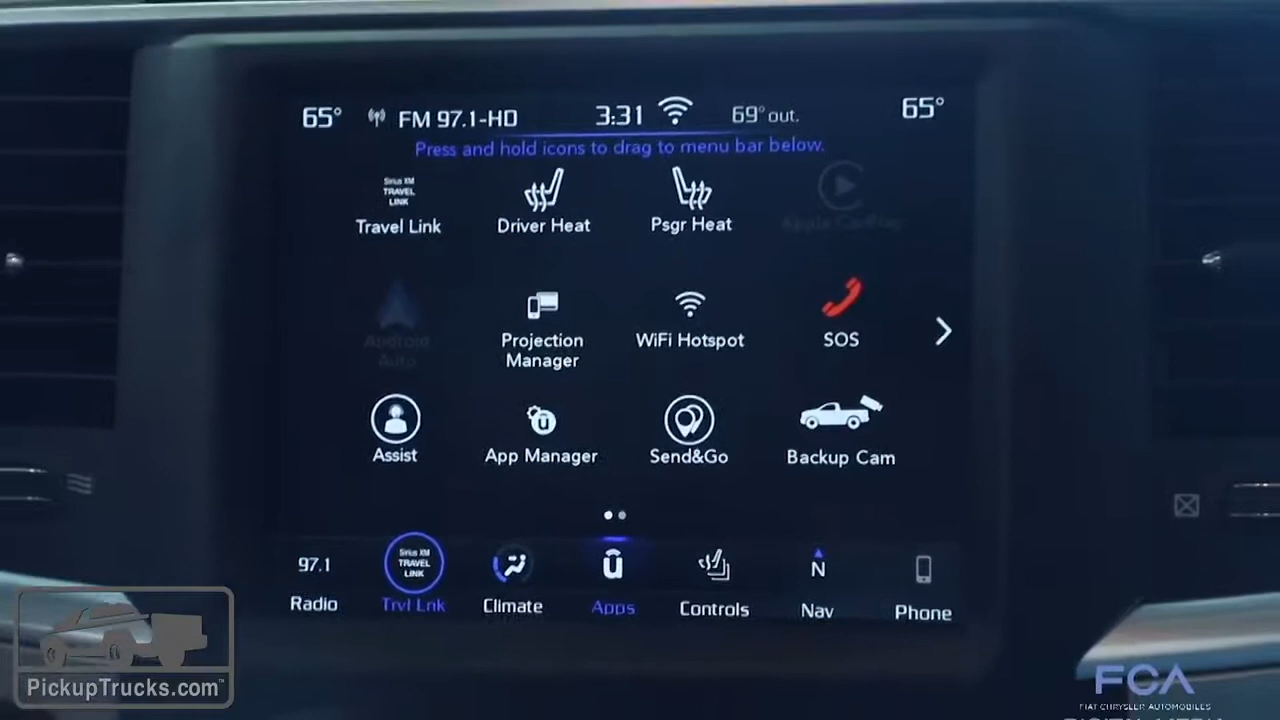 65° FM 97.1-HD 3:31 69° out. 65°
Press and hold icons to drag to menu bar below.
Sirius XM
TRAVEL
LINK
Travel Link
Driver Heat
Psgr Heat
Apple CarPlay
Android
Auto
Projection
Manager
WiFi Hotspot
SOS
Assist
u
App Manager
Send&Go
Backup Cam
97.1
Radio
Sirius XM
TRAVEL
LINK
Trvl Lnk
Climate
u
Apps
Controls
N
Nav
Phone
PickupTrucks.com™
FCA
FIAT CHRYSLER AUTOMOBILES